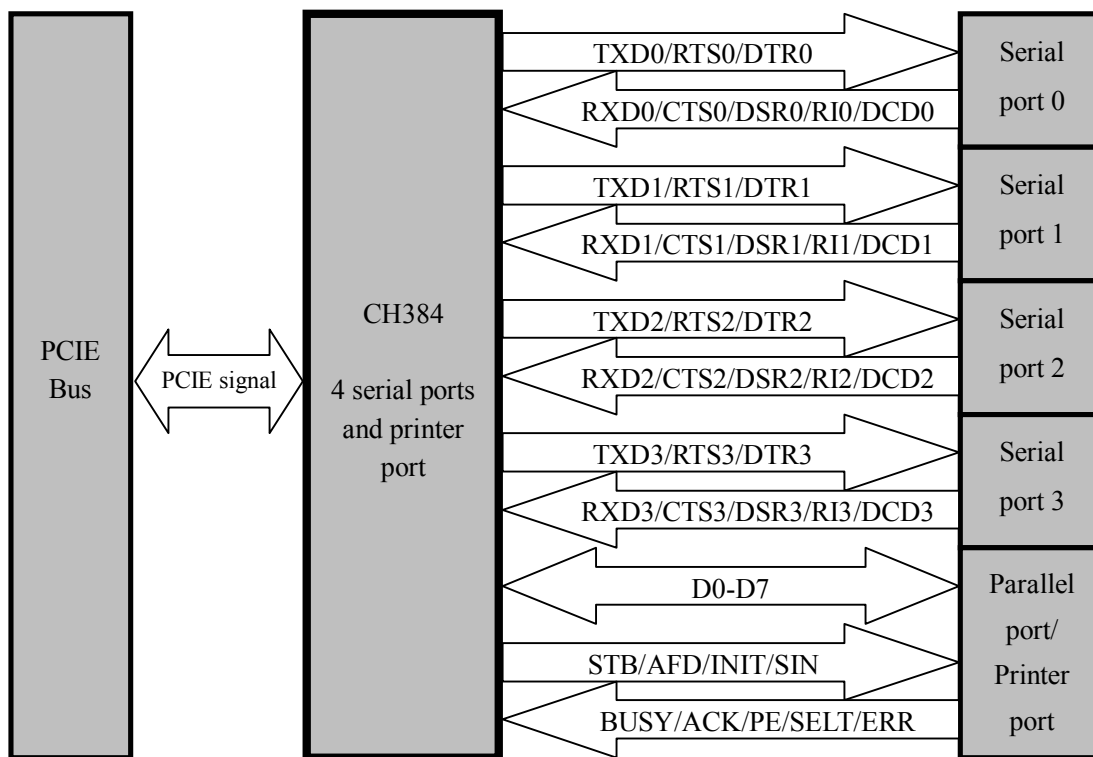 PCIE
Bus
PCIE signal
CH384
4 serial ports
and printer
port
TXD0/RTS0/DTR0
RXD0/CTS0/DSR0/RI0/DCD0
Serial
port 0
TXD1/RTS1/DTR1
RXD1/CTS1/DSR1/RI1/DCD1
Serial
port 1
TXD2/RTS2/DTR2
RXD2/CTS2/DSR2/RI2/DCD2
Serial
port 2
TXD3/RTS3/DTR3
RXD3/CTS3/DSR3/RI3/DCD3
Serial
port 3
D0-D7
STB/AFD/INIT/SIN
BUSY/ACK/PE/SELT/ERR
Parallel
port/
Printer
port